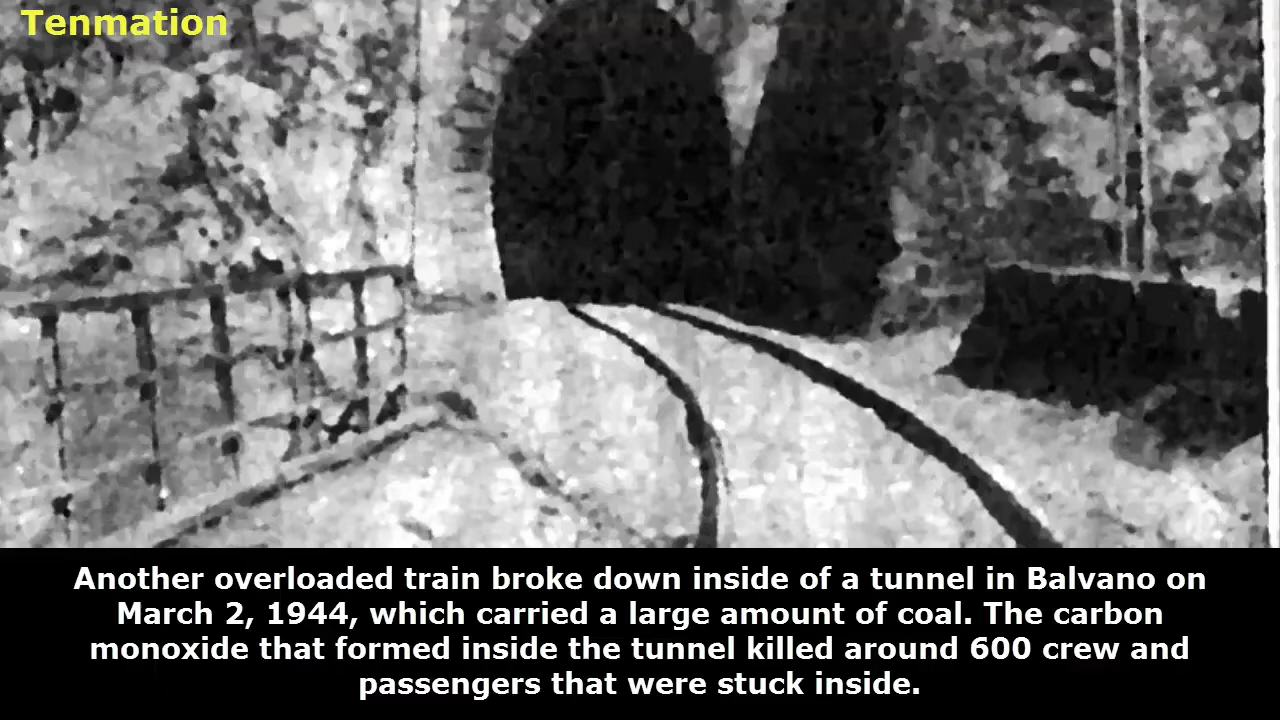 Tenmation
Another overloaded train broke down inside of a tunnel in Balvano on
March 2, 1944, which carried a large amount of coal. The carbon
monoxide that formed inside the tunnel killed around 600 crew and
passengers that were stuck inside.